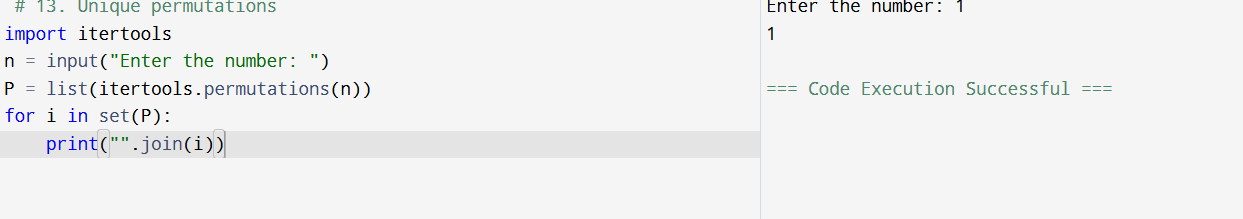 # 13. Unique permutations
import itertools
n = input("Enter the number: ")
P = list(itertools.permutations(n))
for i in set(P):
    print("".join(i))
Enter the number: 1
1
=== Code Execution Successful ===